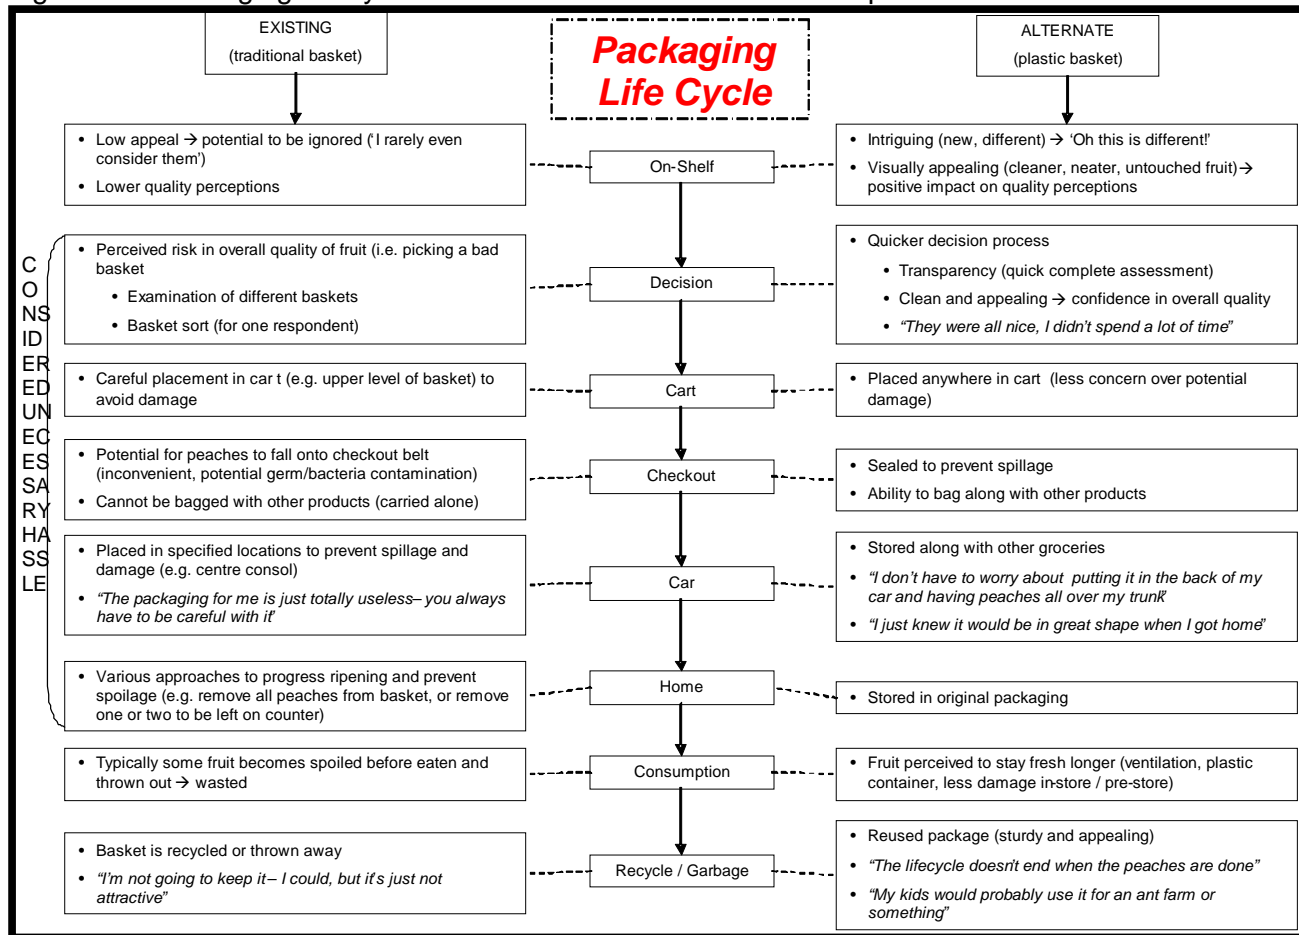 EXISTING
(traditional basket)
Packaging
Life Cycle
ALTERNATE
(plastic basket)
• Low appeal → potential to be ignored (‘I rarely even
consider them’)
• Lower quality perceptions
On-Shelf
• Intriguing (new, different) → ‘Oh this is different!’
• Visually appealing (cleaner, neater, untouched fruit)→
positive impact on quality perceptions
C
O
NS
ID
ER
ED
UN
EC
ES
SA
RY
HA
SS
LE
• Perceived risk in overall quality of fruit (i.e. picking a bad
basket
• Examination of different baskets
• Basket sort (for one respondent)
Decision
• Quicker decision process
• Transparency (quick complete assessment)
• Clean and appealing → confidence in overall quality
• “They were all nice, I didn’t spend a lot of time”
• Careful placement in car t (e.g. upper level of basket) to
avoid damage
Cart
• Placed anywhere in cart (less concern over potential
damage)
• Potential for peaches to fall onto checkout belt
(inconvenient, potential germ/bacteria contamination)
• Cannot be bagged with other products (carried alone)
Checkout
• Sealed to prevent spillage
• Ability to bag along with other products
• Placed in specified locations to prevent spillage and
damage (e.g. centre consol)
• “The packaging for me is just totally useless– you always
have to be careful with it”
Car
• Stored along with other groceries
• “I don’t have to worry about putting it in the back of my
car and having peaches all over my trunk”
• “I just knew it would be in great shape when I got home”
• Various approaches to progress ripening and prevent
spoilage (e.g. remove all peaches from basket, or remove
one or two to be left on counter)
Home
• Stored in original packaging
• Typically some fruit becomes spoiled before eaten and
thrown out → wasted
Consumption
• Fruit perceived to stay fresh longer (ventilation, plastic
container, less damage in-store / pre-store)
• Basket is recycled or thrown away
• “I’m not going to keep it – I could, but it’s just not
attractive”
Recycle / Garbage
• Reused package (sturdy and appealing)
• “The lifecycle doesn’t end when the peaches are done”
• “My kids would probably use it for an ant farm or
something”